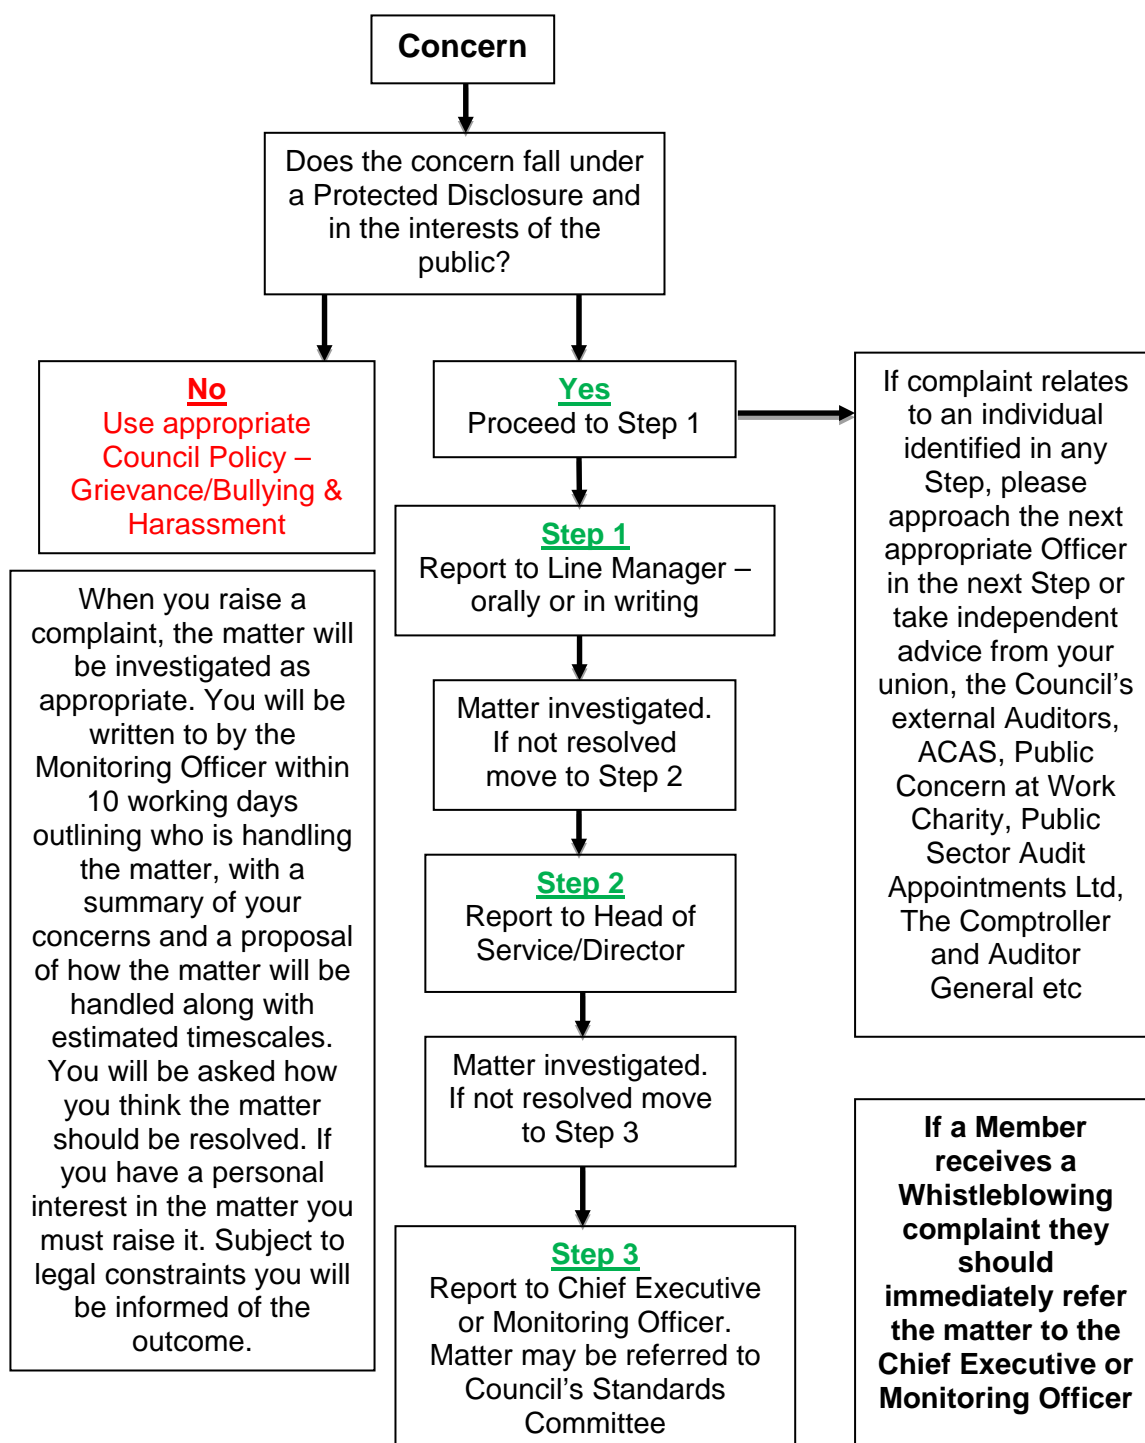 Concern
Does the concern fall under
a Protected Disclosure and
in the interests of the
public?
No
Use appropriate
Council Policy –
Grievance/Bullying &
Harassment
Yes
Proceed to Step 1
If complaint relates
to an individual
identified in any
Step, please
approach the next
appropriate Officer
in the next Step or
take independent
advice from your
union, the Council’s
external Auditors,
ACAS, Public
Concern at Work
Charity, Public
Sector Audit
Appointments Ltd,
The Comptroller
and Auditor
General etc
Step 1
Report to Line Manager –
orally or in writing
When you raise a
complaint, the matter will
be investigated as
appropriate. You will be
written to by the
Monitoring Officer within
10 working days
outlining who is handling
the matter, with a
summary of your
concerns and a proposal
of how the matter will be
handled along with
estimated timescales.
You will be asked how
you think the matter
should be resolved. If
you have a personal
interest in the matter you
must raise it. Subject to
legal constraints you will
be informed of the
outcome.
Matter investigated.
If not resolved
move to Step 2
Step 2
Report to Head of
Service/Director
Matter investigated.
If not resolved move
to Step 3
Step 3
Report to Chief Executive
or Monitoring Officer.
Matter may be referred to
Council’s Standards
Committee
If a Member
receives a
Whistleblowing
complaint they
should
immediately refer
the matter to the
Chief Executive or
Monitoring Officer